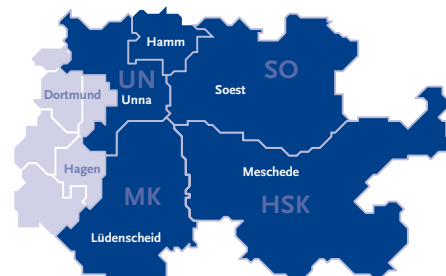 Hamm
UN
SO
Dortmund
Unna
Soest
Hagen
Meschede
MK
HSK
Lüdenscheid